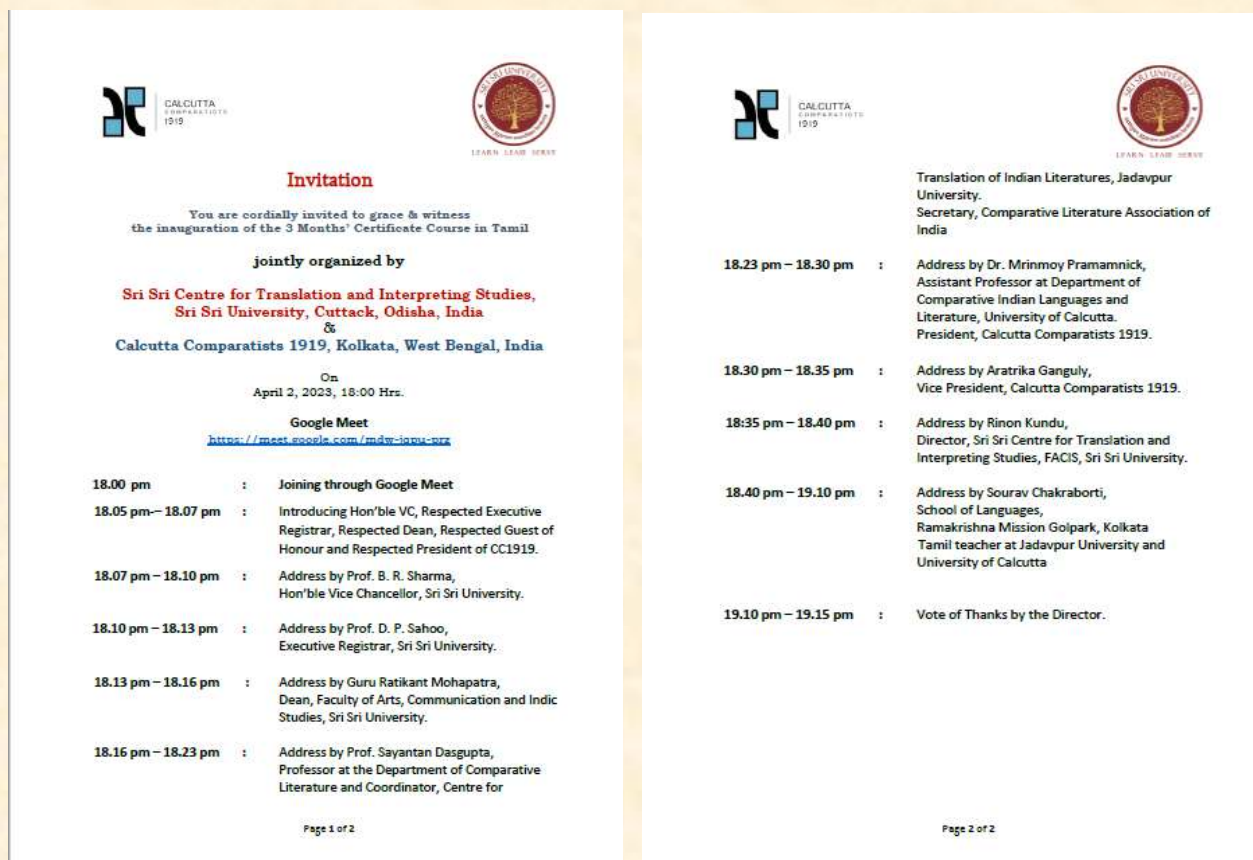 CALCUTTA
COMPARATISTS
1919
SRI SRI UNIVERSITY
LEARN LEAD SERVE
Invitation
You are cordially invited to grace & witness
the inauguration of the 3 Months' Certificate Course in Tamil
jointly organized by
Sri Sri Centre for Translation and Interpreting Studies,
Sri Sri University, Cuttack, Odisha, India
&
Calcutta Comparatists 1919, Kolkata, West Bengal, India
On
April 2, 2023, 18:00 Hrs.
Google Meet
18.00 pm : Joining through Google Meet
18.05 pm-– 18.07 pm : Introducing Hon'ble VC, Respected Executive
Registrar, Respected Dean, Respected Guest of
Honour and Respected President of CC1919.
18.07 pm – 18.10 pm : Address by Prof. B. R. Sharma,
Hon'ble Vice Chancellor, Sri Sri University.
18.10 pm – 18.13 pm : Address by Prof. D. P. Sahoo,
Executive Registrar, Sri Sri University.
18.13 pm – 18.16 pm : Address by Guru Ratikant Mohapatra,
Dean, Faculty of Arts, Communication and Indic
Studies, Sri Sri University.
18.16 pm – 18.23 pm : Address by Prof. Sayantan Dasgupta,
Professor at the Department of Comparative
Literature and Coordinator, Centre for
Page 1 of 2
CALCUTTA
COMPARATISTS
1919
SRI SRI UNIVERSITY
LEARN LEAD SERVE
Translation of Indian Literatures, Jadavpur
University.
Secretary, Comparative Literature Association of
India
18.23 pm – 18.30 pm : Address by Dr. Mrinmoy Pramamnick,
Assistant Professor at Department of
Comparative Indian Languages and
Literature, University of Calcutta.
President, Calcutta Comparatists 1919.
18.30 pm – 18.35 pm : Address by Aratrika Ganguly,
Vice President, Calcutta Comparatists 1919.
18:35 pm – 18.40 pm : Address by Rinon Kundu,
Director, Sri Sri Centre for Translation and
Interpreting Studies, FACIS, Sri Sri University.
18.40 pm – 19.10 pm : Address by Sourav Chakraborti,
School of Languages,
Ramakrishna Mission Golpark, Kolkata
Tamil teacher at Jadavpur University and
University of Calcutta
19.10 pm – 19.15 pm : Vote of Thanks by the Director.
Page 2 of 2